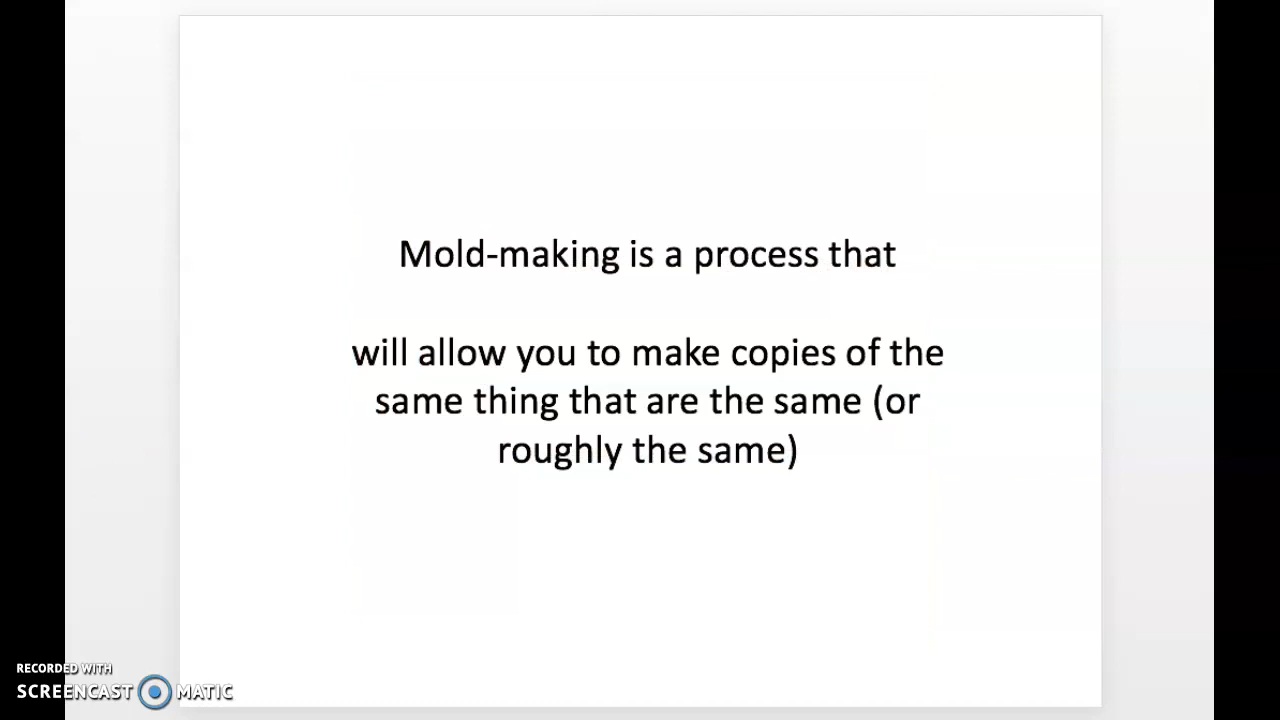 Mold-making is a process that
will allow you to make copies of the
same thing that are the same (or
roughly the same)
RECORDED WITH
SCREENCAST MATIC